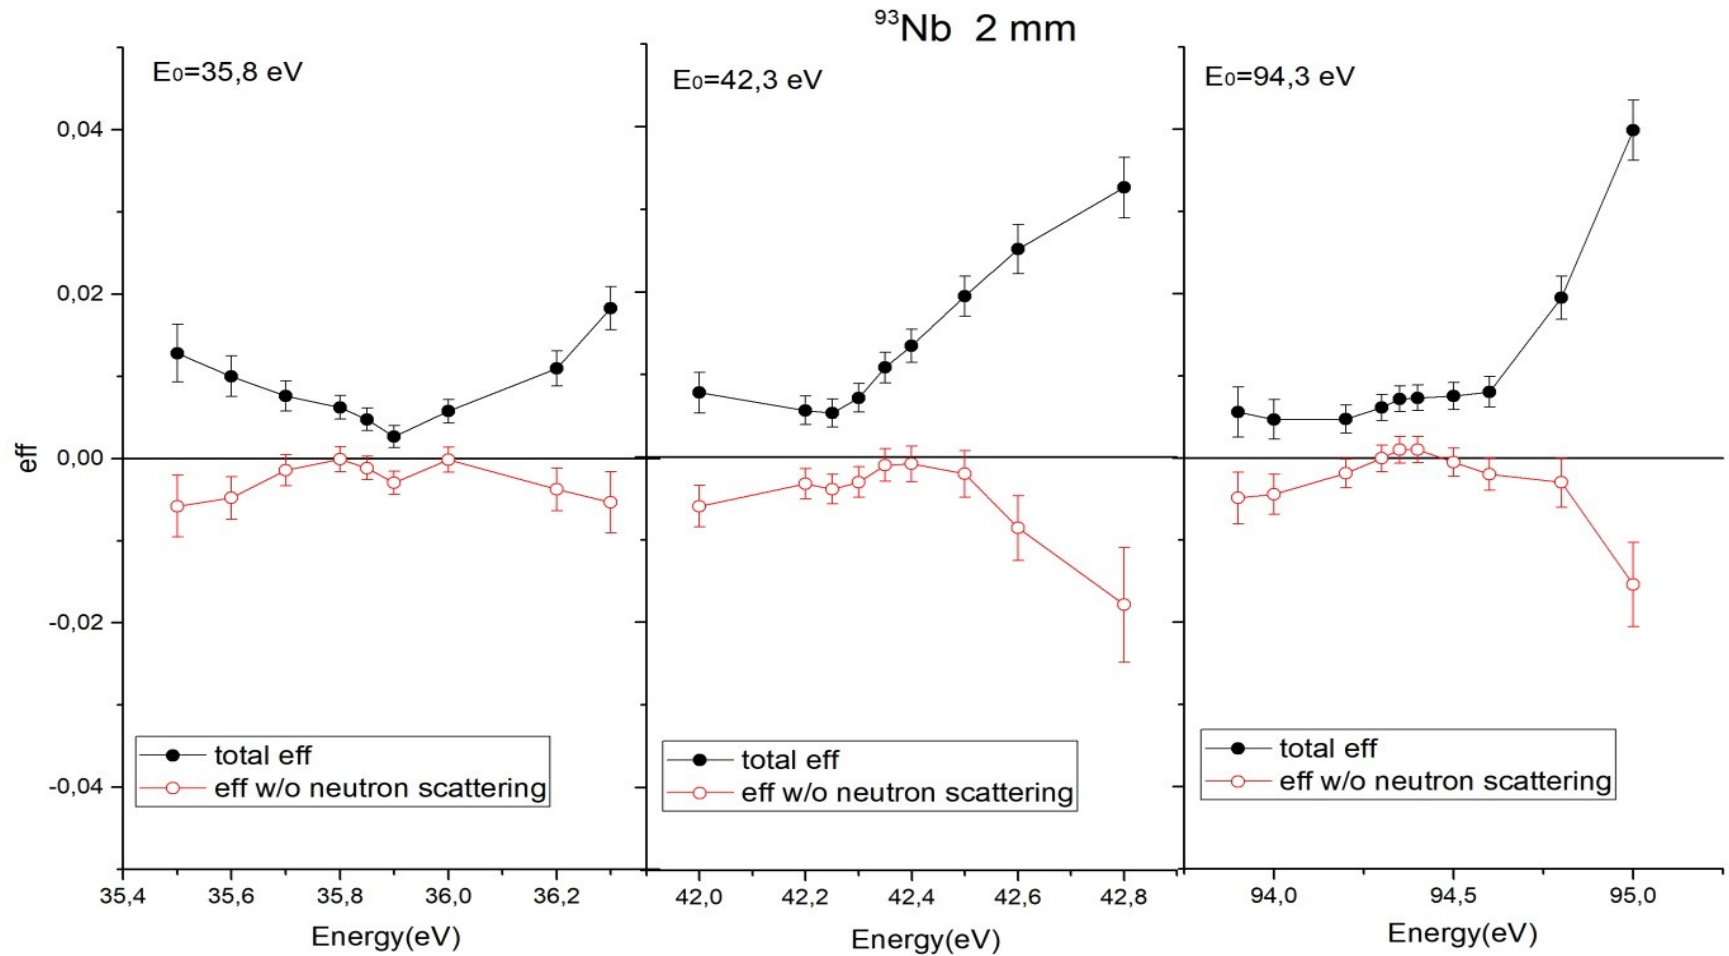 ⁹³Nb 2 mm
E₀=35,8 eV
E₀=42,3 eV
E₀=94,3 eV
eff
0,04
0,02
0,00
-0,02
-0,04
total eff
eff w/o neutron scattering
total eff
eff w/o neutron scattering
total eff
eff w/o neutron scattering
35,4 35,6 35,8 36,0 36,2
42,0 42,2 42,4 42,6 42,8
94,0 94,5 95,0
Energy(eV)
Energy(eV)
Energy(eV)